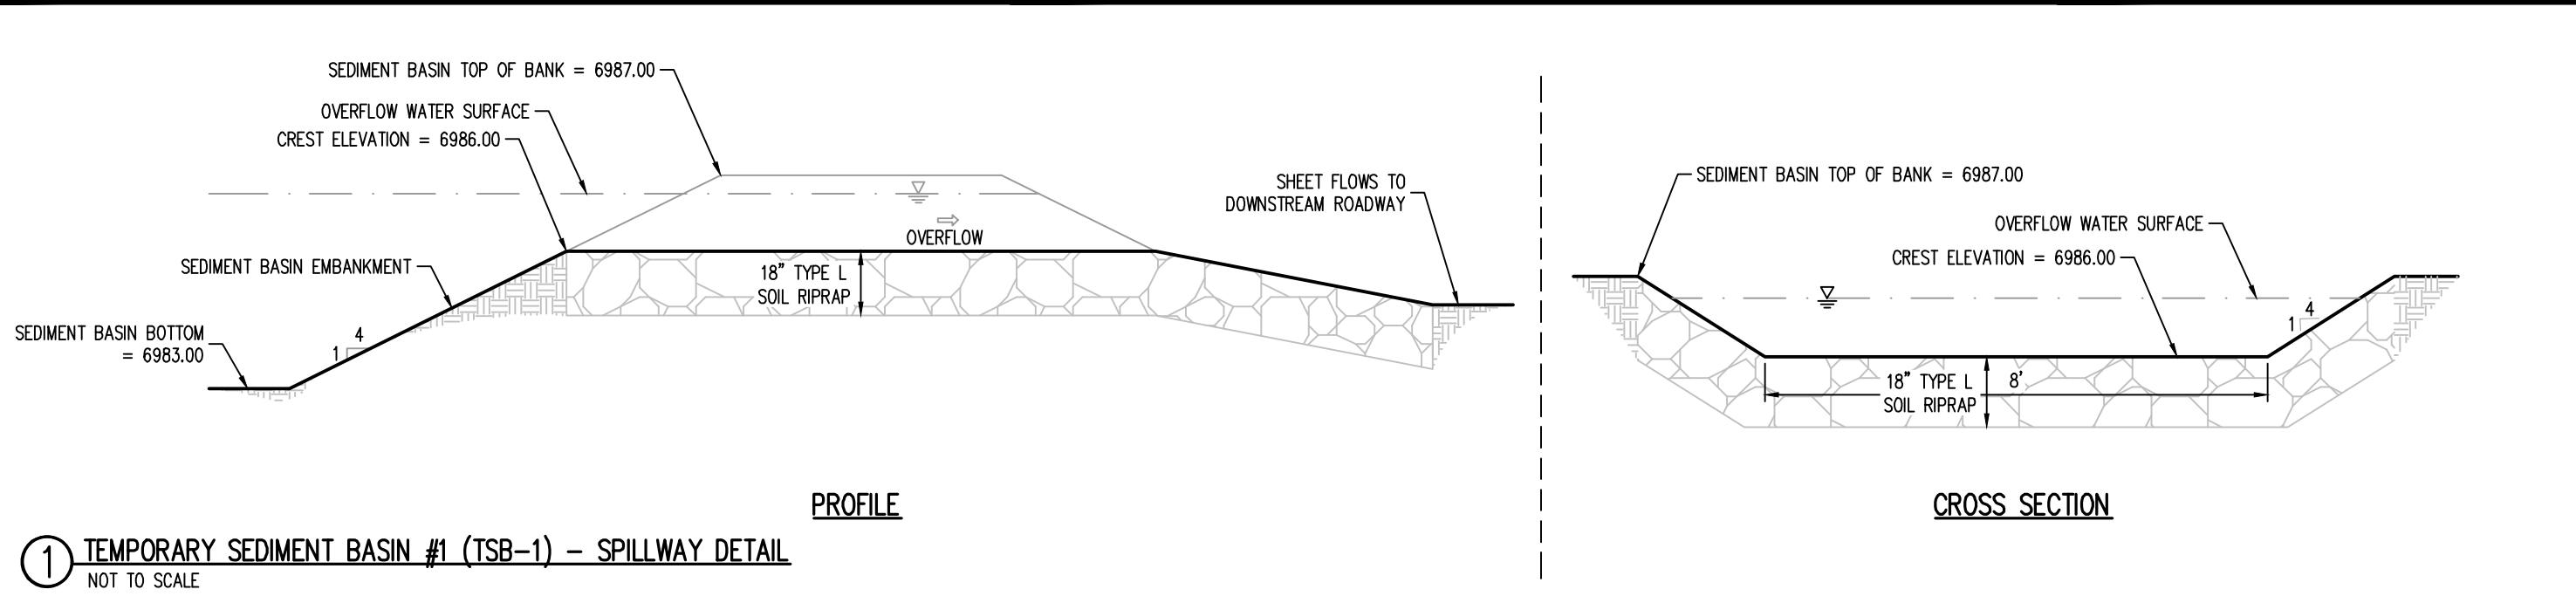 SEDIMENT BASIN TOP OF BANK = 6987.00
OVERFLOW WATER SURFACE
CREST ELEVATION = 6986.00
SHEET FLOWS TO
DOWNSTREAM ROADWAY
OVERFLOW
SEDIMENT BASIN EMBANKMENT
18" TYPE L
SOIL RIPRAP
4
1
SEDIMENT BASIN BOTTOM
= 6983.00
PROFILE
SEDIMENT BASIN TOP OF BANK = 6987.00
OVERFLOW WATER SURFACE
CREST ELEVATION = 6986.00
4
1
18" TYPE L
SOIL RIPRAP
8'
CROSS SECTION
1 TEMPORARY SEDIMENT BASIN #1 (TSB-1) - SPILLWAY DETAIL
NOT TO SCALE